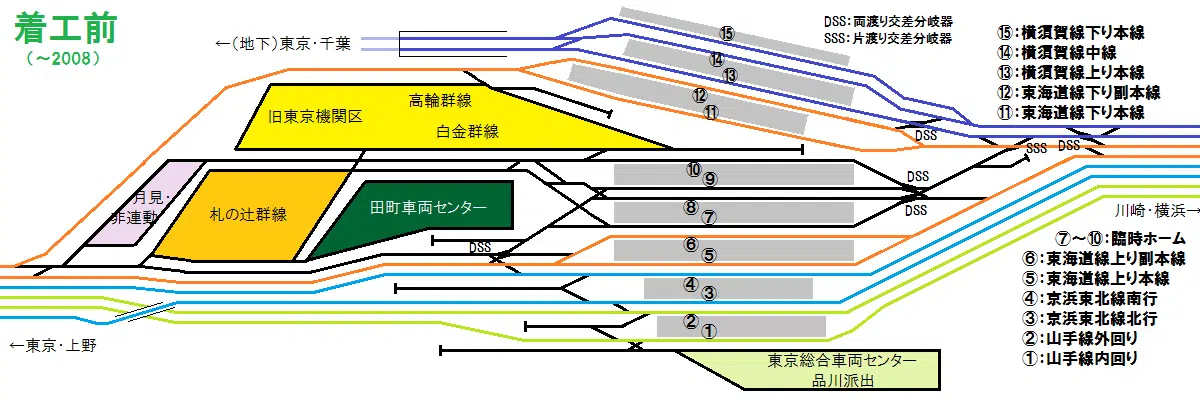 着工前
(～2008)
←(地下)東京・千葉
DSS:両渡り交差分岐器
SSS:片渡り交差分岐器
⑮:横須賀線下り本線
⑭:横須賀線中線
⑬:横須賀線上り本線
⑫:東海道線下り副本線
⑪:東海道線下り本線
⑮
⑭
⑬
⑫
⑪
旧東京機関区
高輪群線
白金群線
DSS
SSS
DSS
月見・
非連動
札の辻群線
田町車両センター
⑩
⑨
DSS
⑧
⑦
DSS
川崎・横浜→
DSS
⑥
⑤
④
③
②
①
⑦～⑩:臨時ホーム
⑥:東海道線上り副本線
⑤:東海道線上り本線
④:京浜東北線南行
③:京浜東北線北行
②:山手線外回り
①:山手線内回り
←東京・上野
東京総合車両センター
品川派出